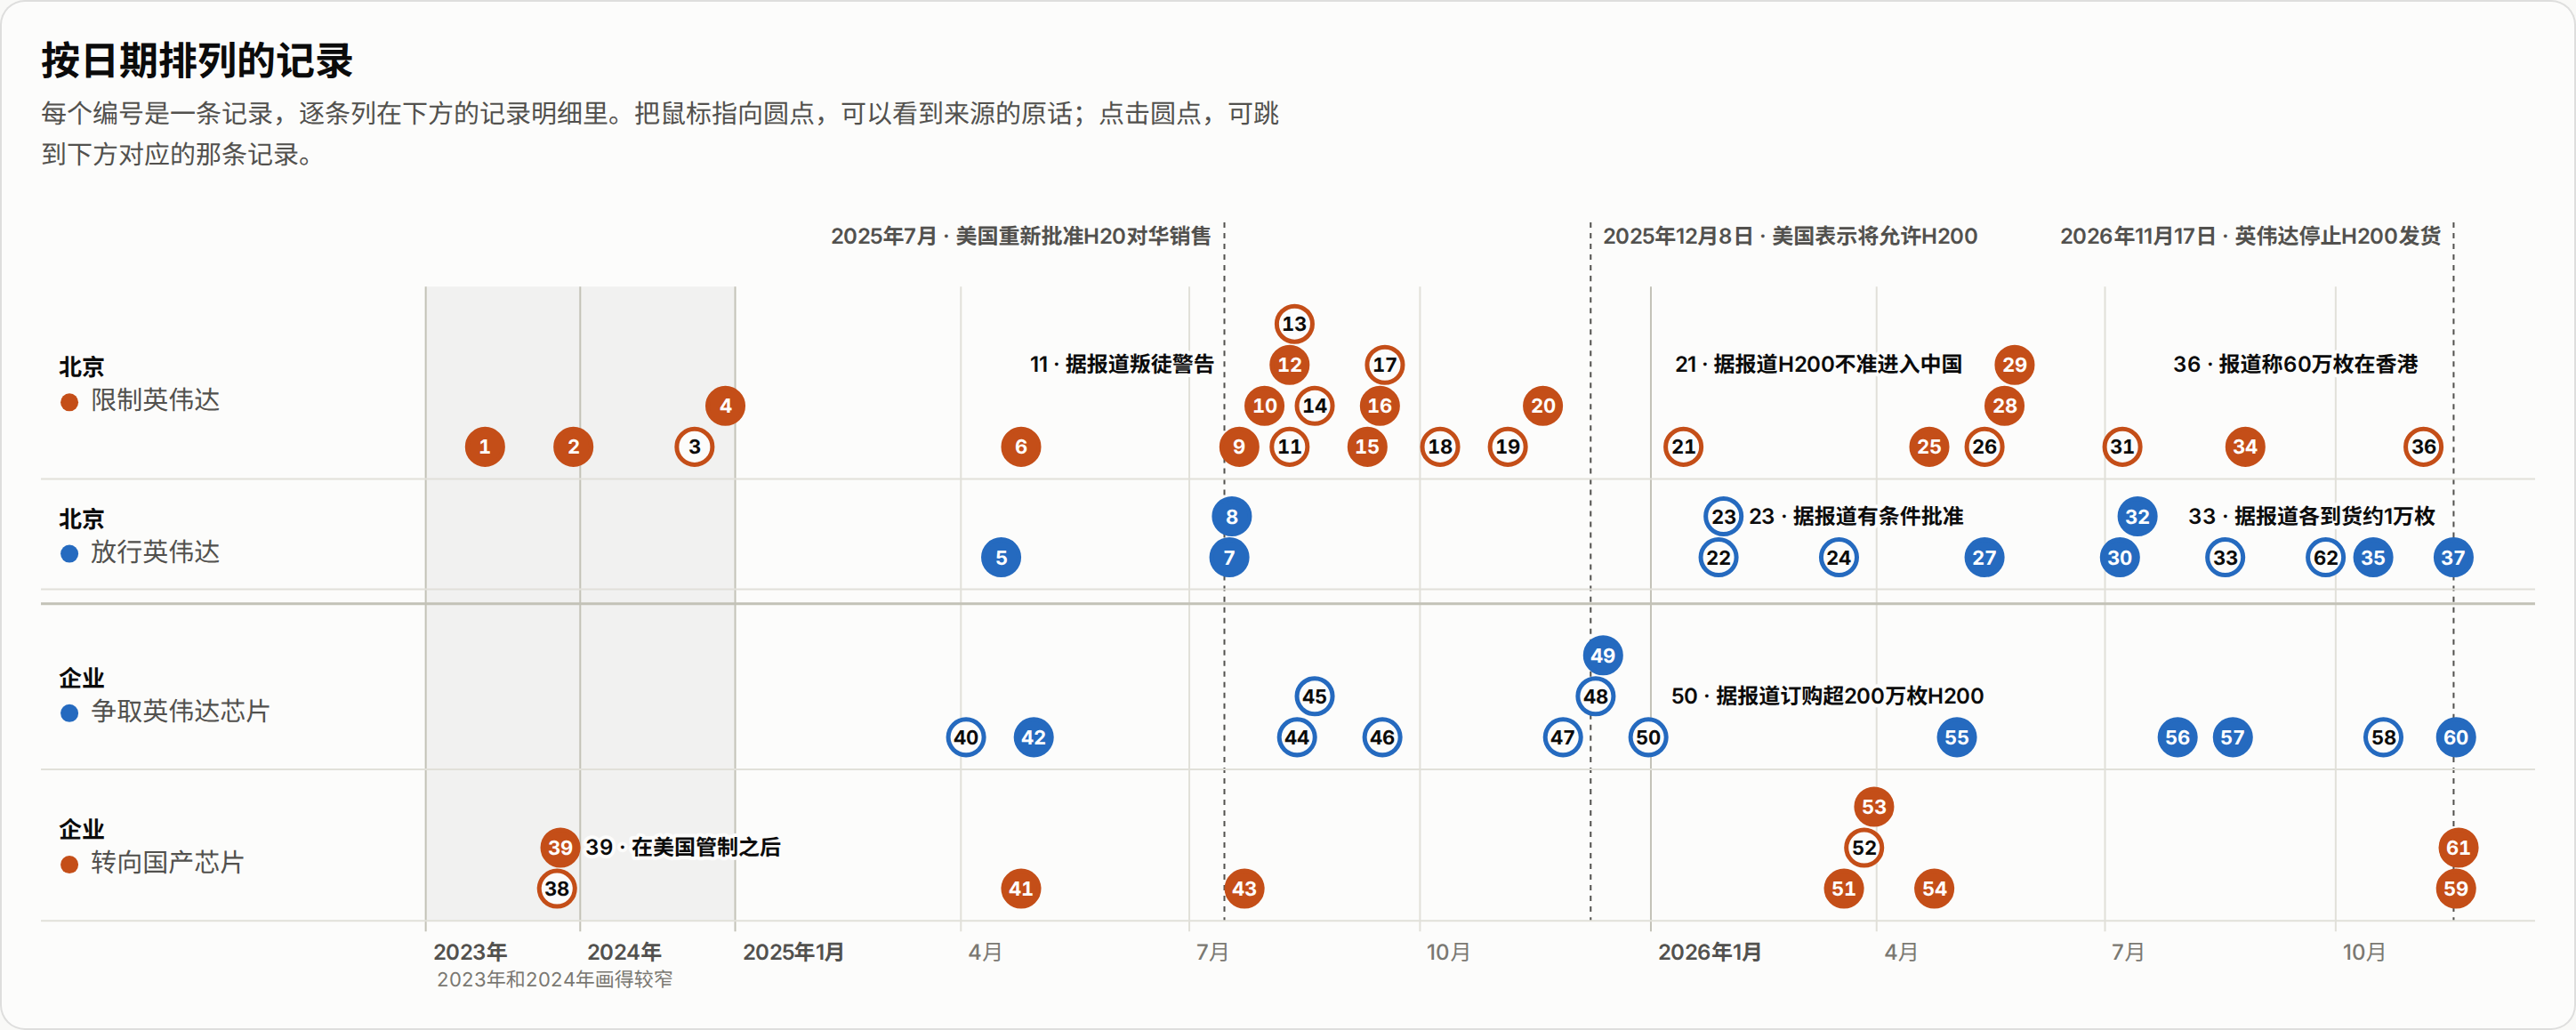 按日期排列的记录
每个编号是一条记录，逐条列在下方的记录明细里。把鼠标指向圆点，可以看到来源的原话；点击圆点，可跳
到下方对应的那条记录。
2025年7月 · 美国重新批准H20对华销售
2025年12月8日 · 美国表示将允许H200
2026年11月17日 · 英伟达停止H200发货
北京
限制英伟达
13
11 · 据报道叛徒警告
12
17
21 · 据报道H200不准进入中国
29
36 · 报道称60万枚在香港
4
10
14
16
20
28
1
2
3
6
9
11
15
18
19
21
25
26
31
34
36
北京
放行英伟达
8
23
23 · 据报道有条件批准
32
33 · 据报道各到货约1万枚
5
7
22
24
27
30
33
62
35
37
企业
争取英伟达芯片
49
45
48
50 · 据报道订购超200万枚H200
40
42
44
46
47
50
55
56
57
58
60
企业
转向国产芯片
53
39
39 · 在美国管制之后
52
61
38
41
43
51
54
59
2023年
2024年
2025年1月
4月
7月
10月
2026年1月
4月
7月
10月
2023年和2024年画得较窄